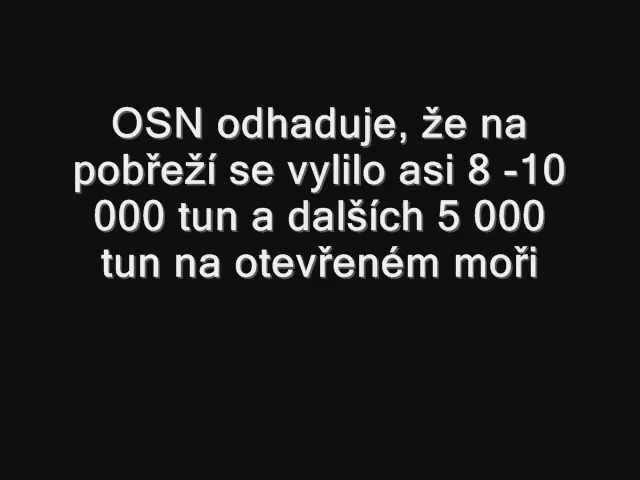 OSN odhaduje, že na
pobřeží se vylilo asi 8 -10
000 tun a dalších 5 000
tun na otevřeném moři